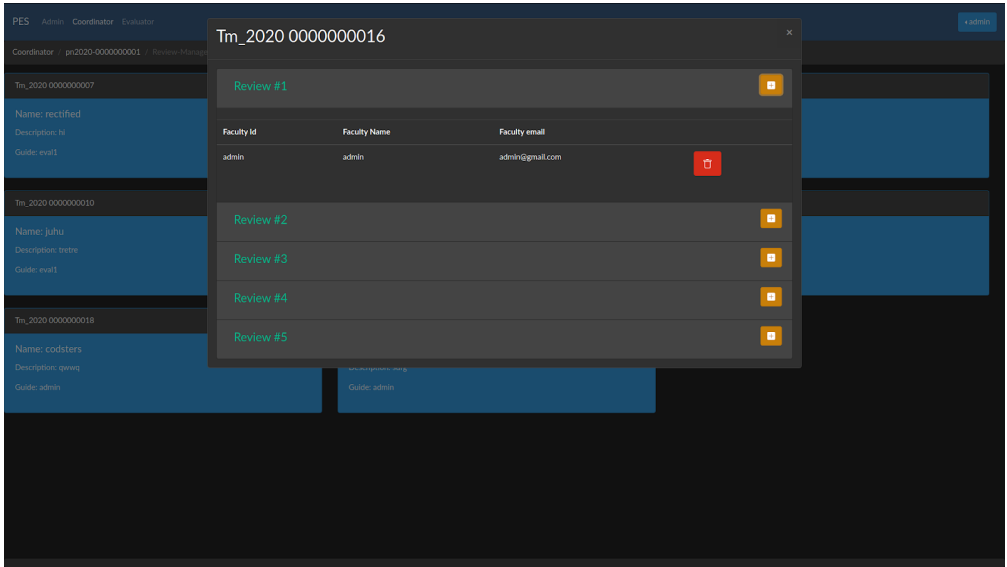 PES Admin Coordinator Evaluator
+admin
Coordinator / pn2020-0000000001 / Review-Manage
Tm_2020 0000000016
×
Tm_2020 0000000007
Name: rectified
Description: hi
Guide: eval1
Review #1
Faculty Id Faculty Name Faculty email
admin admin admin@gmail.com
Tm_2020 0000000010
Name: juhu
Description: tretre
Guide: eval1
Review #2
Review #3
Review #4
Review #5
Tm_2020 0000000018
Name: codsters
Description: qwwq
Guide: admin
Guide: admin